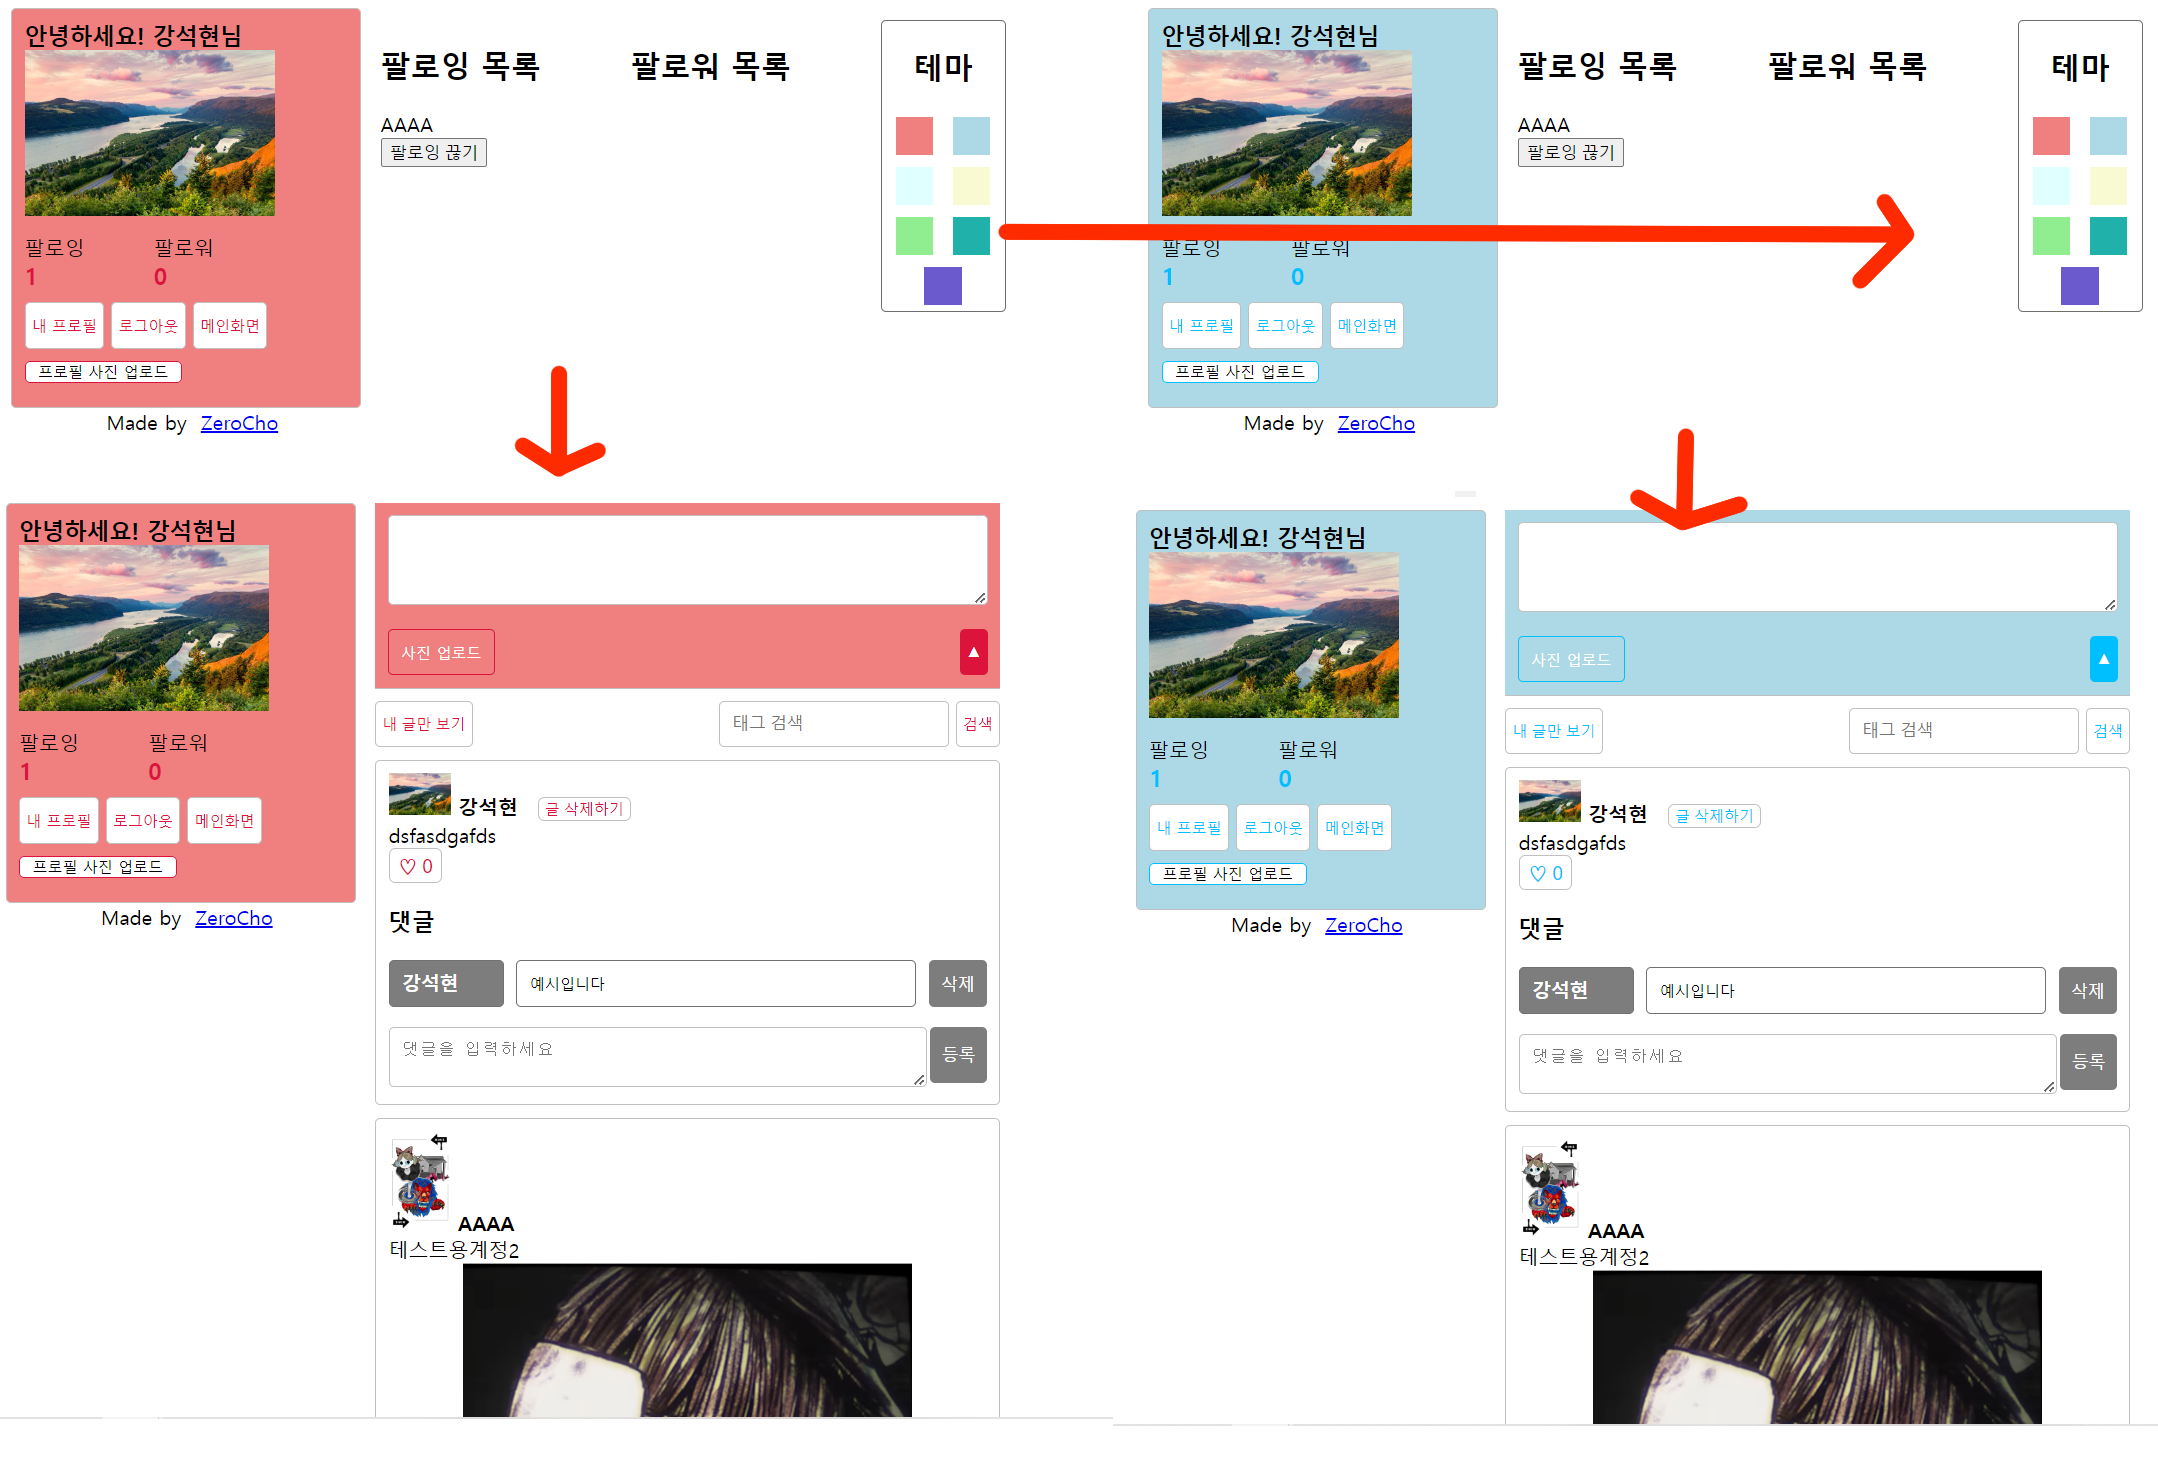 안녕하세요! 강석현님
팔로잉 팔로워
1 0
내 프로필 로그아웃 메인화면
프로필 사진 업로드
Made by ZeroCho
팔로잉 목록 팔로워 목록
AAAA
팔로잉 끊기
테마
안녕하세요! 강석현님
팔로잉 팔로워
1 0
내 프로필 로그아웃 메인화면
프로필 사진 업로드
Made by ZeroCho
팔로잉 목록 팔로워 목록
AAAA
팔로잉 끊기
테마
안녕하세요! 강석현님
팔로잉 팔로워
1 0
내 프로필 로그아웃 메인화면
프로필 사진 업로드
Made by ZeroCho
사진 업로드 ▲
내 글만 보기 태그 검색 검색
강석현 글 삭제하기
dsfasdgafds
♡ 0
댓글
강석현 예시입니다 삭제
댓글을 입력하세요 등록
AAAA
테스트용계정2
안녕하세요! 강석현님
팔로잉 팔로워
1 0
내 프로필 로그아웃 메인화면
프로필 사진 업로드
Made by ZeroCho
사진 업로드 ▲
내 글만 보기 태그 검색 검색
강석현 글 삭제하기
dsfasdgafds
♡ 0
댓글
강석현 예시입니다 삭제
댓글을 입력하세요 등록
AAAA
테스트용계정2